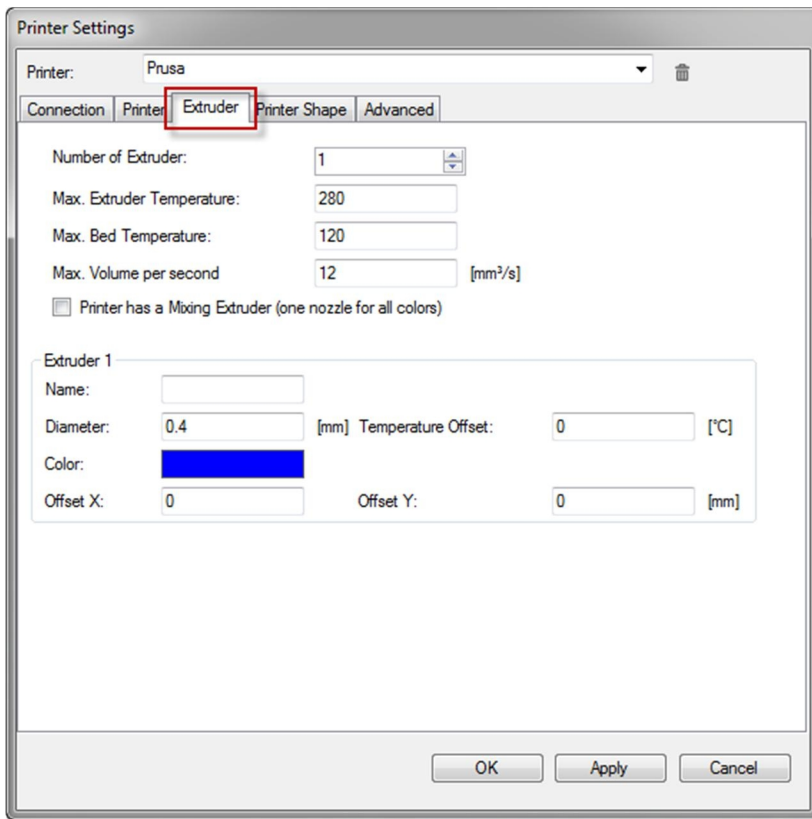 Printer Settings
Printer: Prusa
Connection Printer Extruder Printer Shape Advanced
Number of Extruder: 1
Max. Extruder Temperature: 280
Max. Bed Temperature: 120
Max. Volume per second 12 [mm³/s]
Printer has a Mixing Extruder (one nozzle for all colors)
Extruder 1
Name:
Diameter: 0.4 [mm] Temperature Offset: 0 [°C]
Color:
Offset X: 0 Offset Y: 0 [mm]
OK Apply Cancel